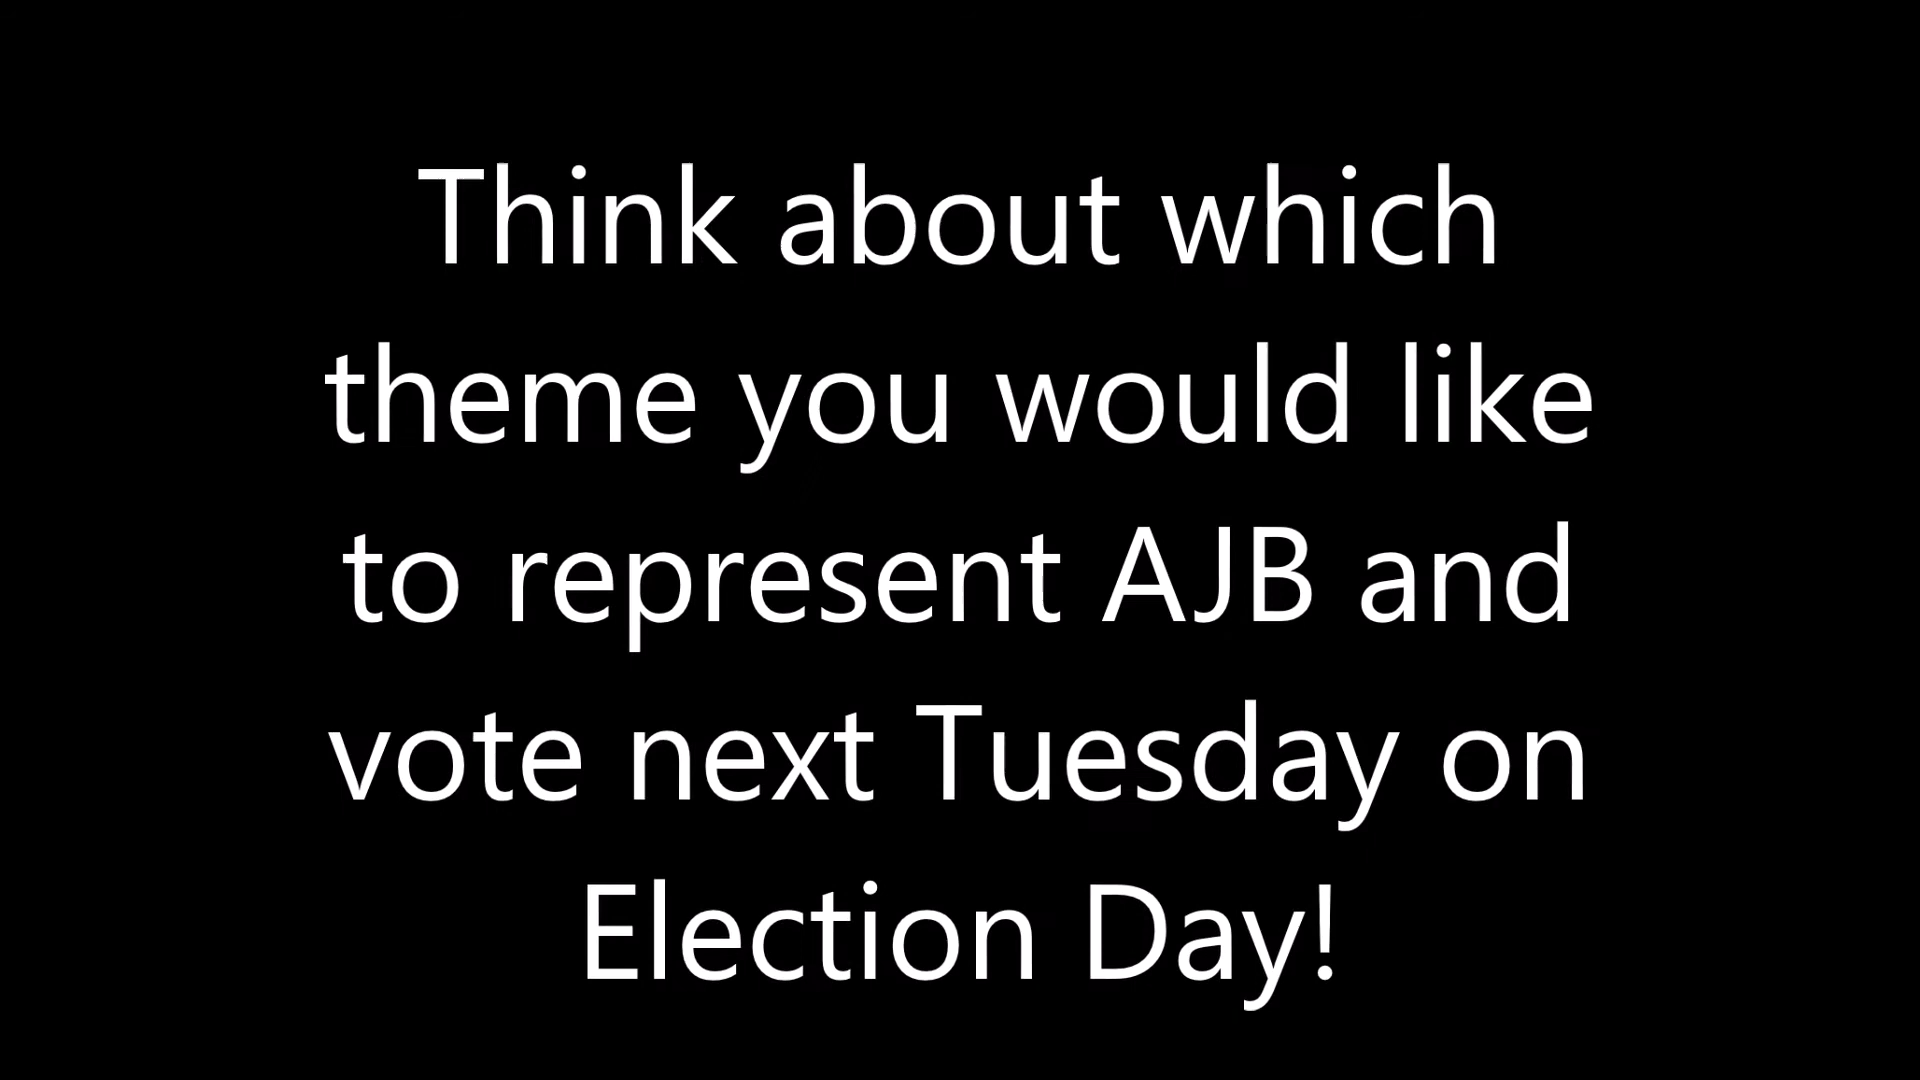 Think about which
theme you would like
to represent AJB and
vote next Tuesday on
Election Day!